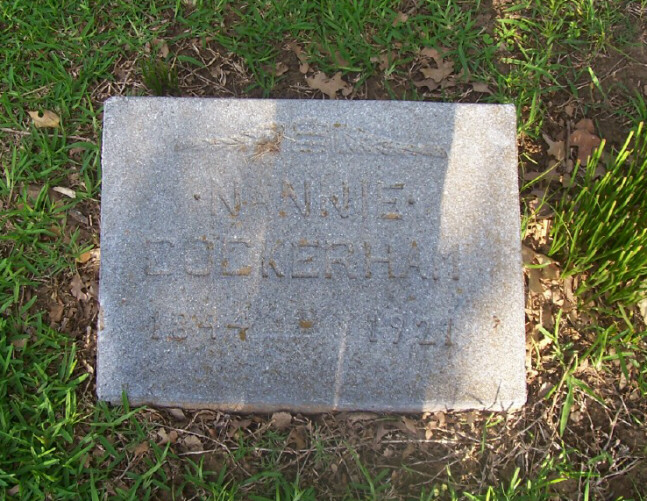 ·NANNIE·
COCKERHAM
1844 – 1921